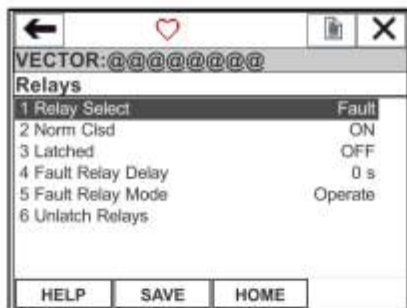 VECTOR:@@@@@@@@
Relays
1 Relay Select Fault
2 Norm Clsd ON
3 Latched OFF
4 Fault Relay Delay 0 s
5 Fault Relay Mode Operate
6 Unlatch Relays
HELP SAVE HOME